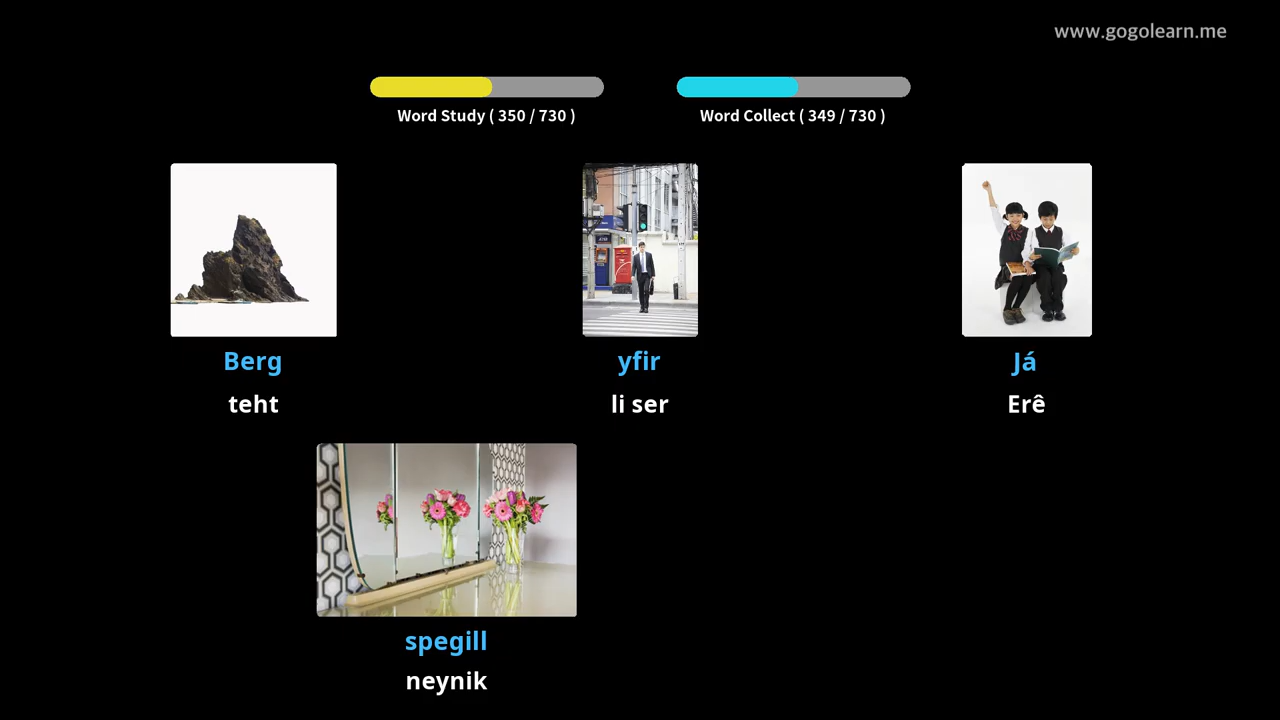 www.gogolearn.me
Word Study ( 350 / 730 )
Word Collect ( 349 / 730 )
Berg
yfir
Já
teht
li ser
Erê
spegill
neynik